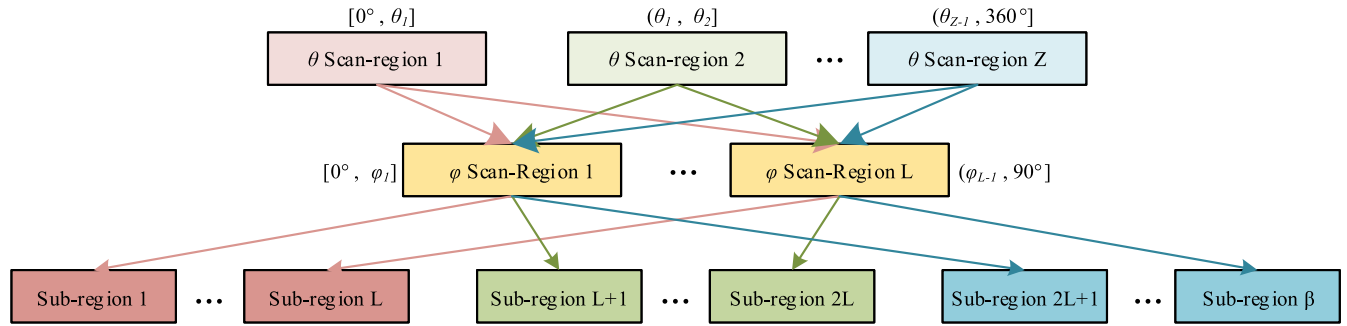 [0°, θ1] (θ1, θ2] (θZ-1, 360°]
θ Scan-region 1 θ Scan-region 2 ... θ Scan-region Z
[0°, φ1] φ Scan-Region 1 ... φ Scan-Region L (φL-1, 90°]
Sub-region 1 ... Sub-region L Sub-region L+1 ... Sub-region 2L Sub-region 2L+1 ... Sub-region β